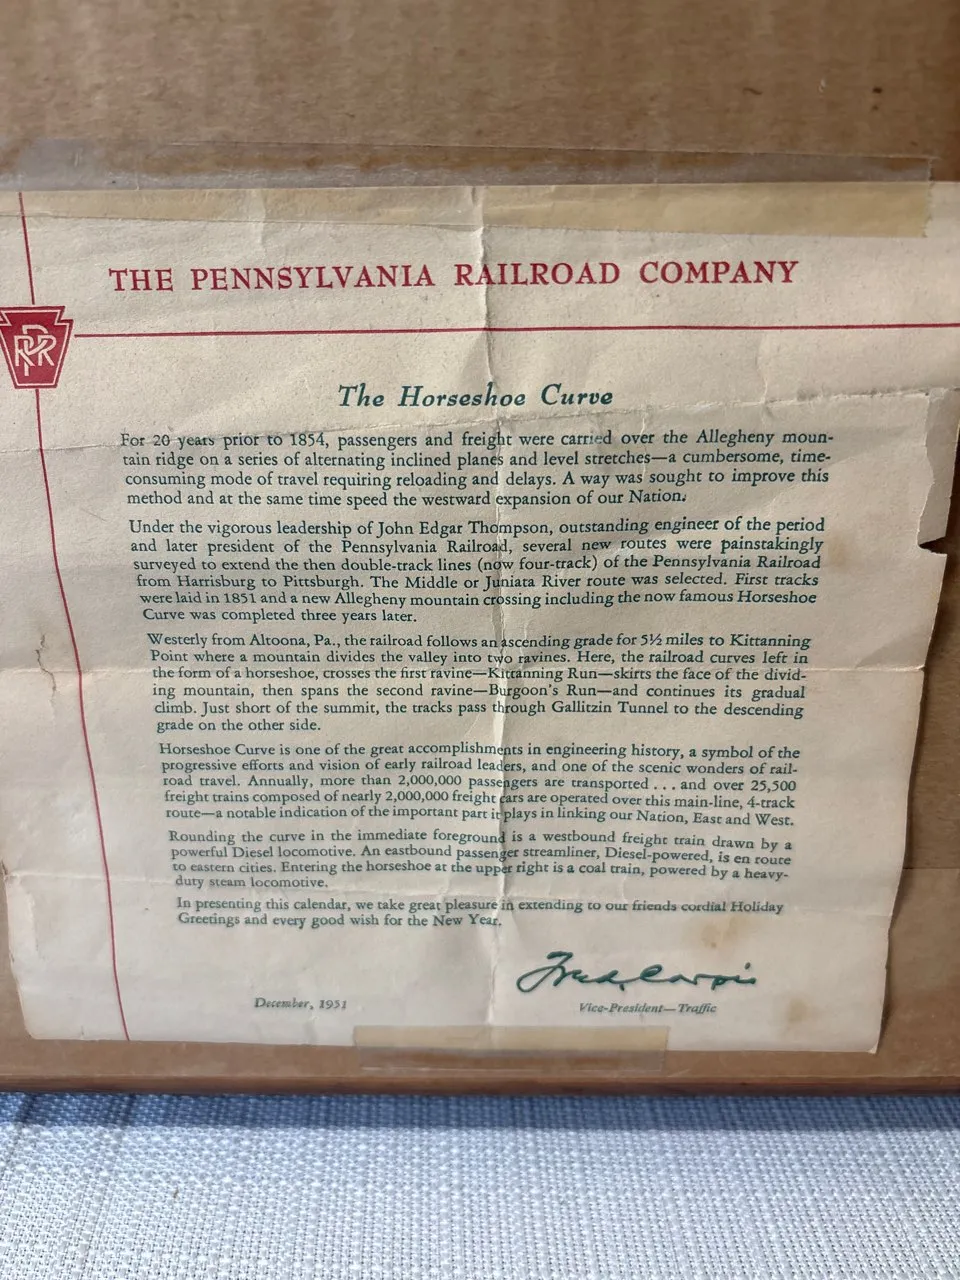 THE PENNSYLVANIA RAILROAD COMPANY
PRR
The Horseshoe Curve
For 20 years prior to 1854, passengers and freight were carried over the Allegheny moun-
tain ridge on a series of alternating inclined planes and level stretches—a cumbersome, time-
consuming mode of travel requiring reloading and delays. A way was sought to improve this
method and at the same time speed the westward expansion of our Nation.
Under the vigorous leadership of John Edgar Thompson, outstanding engineer of the period
and later president of the Pennsylvania Railroad, several new routes were painstakingly
surveyed to extend the then double-track lines (now four-track) of the Pennsylvania Railroad
from Harrisburg to Pittsburgh. The Middle or Juniata River route was selected. First tracks
were laid in 1851 and a new Allegheny mountain crossing including the now famous Horseshoe
Curve was completed three years later.
Westerly from Altoona, Pa., the railroad follows an ascending grade for 5½ miles to Kittanning
Point where a mountain divides the valley into two ravines. Here, the railroad curves left in
the form of a horseshoe, crosses the first ravine—Kittanning Run—skirts the face of the divid-
ing mountain, then spans the second ravine—Burgoon's Run—and continues its gradual
climb. Just short of the summit, the tracks pass through Gallitzin Tunnel to the descending
grade on the other side.
Horseshoe Curve is one of the great accomplishments in engineering history, a symbol of the
progressive efforts and vision of early railroad leaders, and one of the scenic wonders of rail-
road travel. Annually, more than 2,000,000 passengers are transported . . . and over 25,500
freight trains composed of nearly 2,000,000 freight cars are operated over this main-line, 4-track
route—a notable indication of the important part it plays in linking our Nation, East and West.
Rounding the curve in the immediate foreground is a westbound freight train drawn by a
powerful Diesel locomotive. An eastbound passenger streamliner, Diesel-powered, is en route
to eastern cities. Entering the horseshoe at the upper right is a coal train, powered by a heavy-
duty steam locomotive.
In presenting this calendar, we take great pleasure in extending to our friends cordial Holiday
Greetings and every good wish for the New Year.
Fred Carpi
December, 1951
Vice-President—Traffic